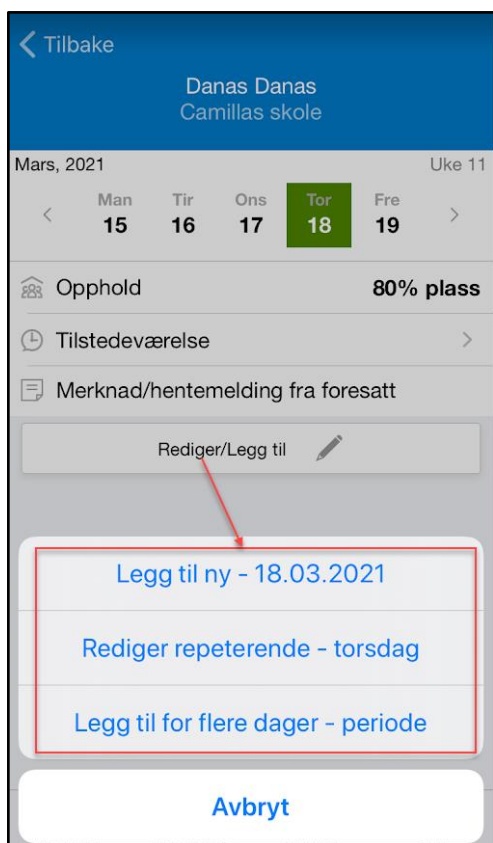 Tilbake
Danas Danas
Camillas skole
Mars, 2021 Uke 11
Man Tir Ons Tor Fre
15 16 17 18 19
Opphold 80% plass
Tilstedeværelse
Merknad/hentemelding fra foresatt
Rediger/Legg til
Legg til ny - 18.03.2021
Rediger repeterende - torsdag
Legg til for flere dager - periode
Avbryt